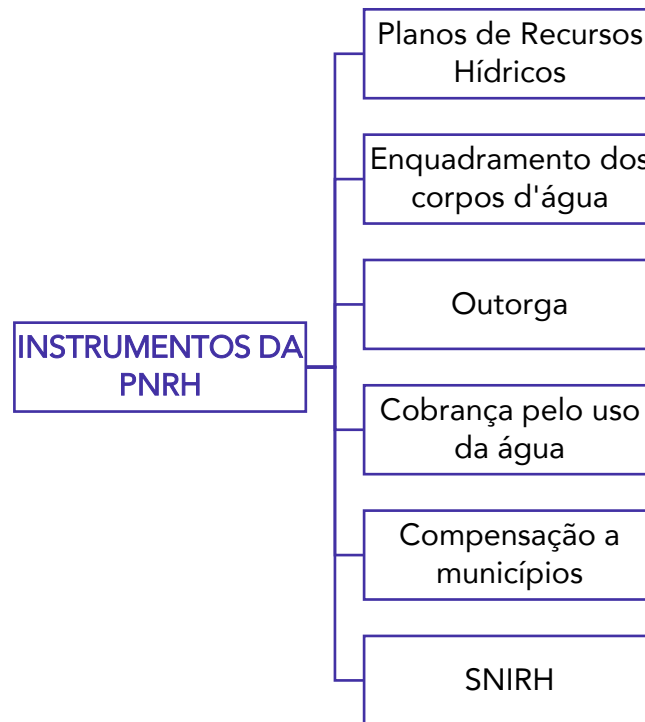 Planos de Recursos
Hídricos
Enquadramento dos
corpos d'água
Outorga
INSTRUMENTOS DA
PNRH
Cobrança pelo uso
da água
Compensação a
municípios
SNIRH